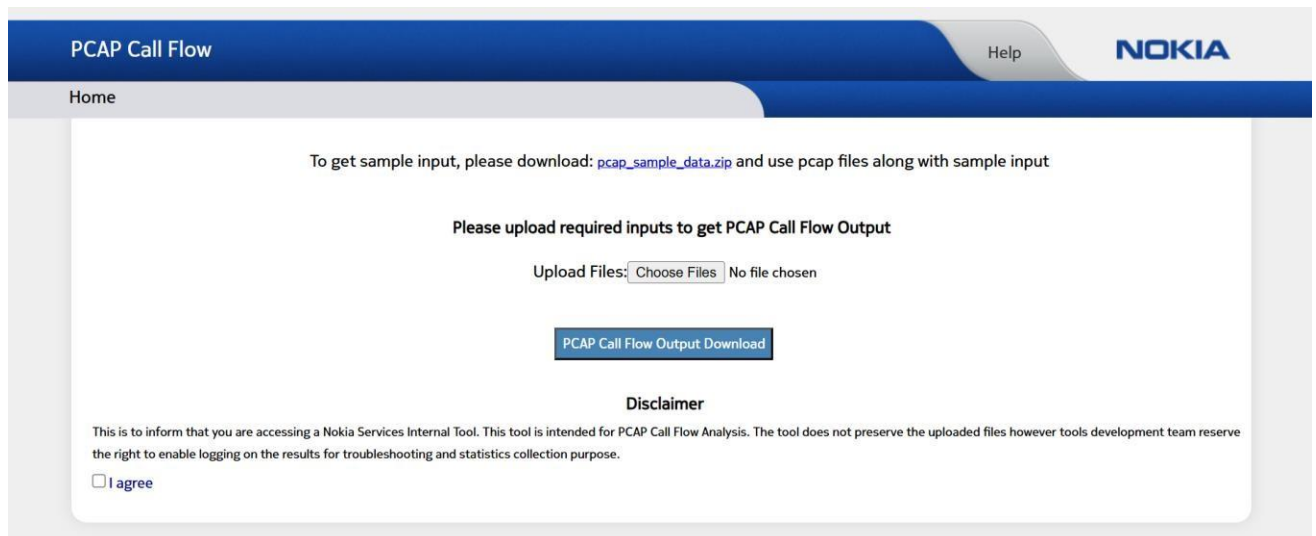 PCAP Call Flow
Help
NOKIA
Home
To get sample input, please download: pcap_sample_data.zip and use pcap files along with sample input
Please upload required inputs to get PCAP Call Flow Output
Upload Files: Choose Files No file chosen
PCAP Call Flow Output Download
Disclaimer
This is to inform that you are accessing a Nokia Services Internal Tool. This tool is intended for PCAP Call Flow Analysis. The tool does not preserve the uploaded files however tools development team reserve
the right to enable logging on the results for troubleshooting and statistics collection purpose.
I agree